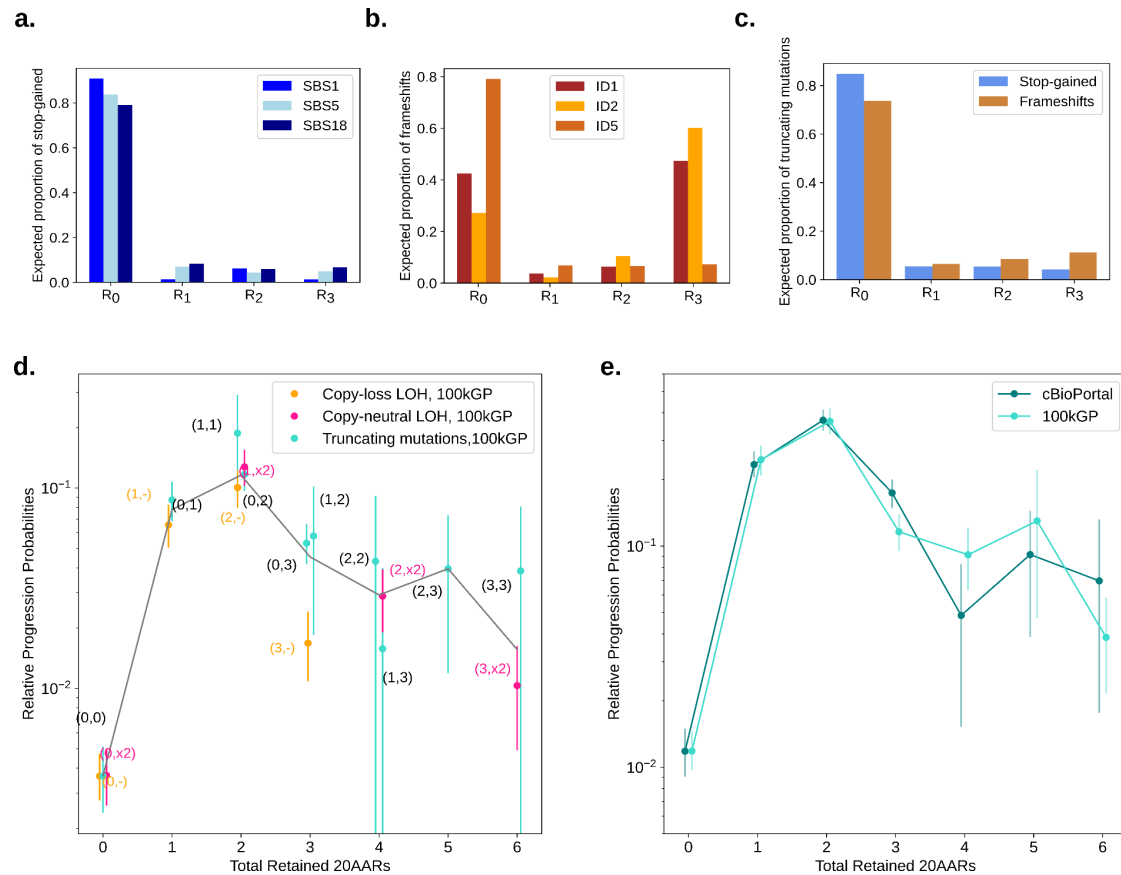 a.
Expected proportion of stop-gained
0.8
0.6
0.4
0.2
0.0
SBS1
SBS5
SBS18
R0
R1
R2
R3
b.
Expected proportion of frameshifts
0.8
0.6
0.4
0.2
0.0
ID1
ID2
ID5
R0
R1
R2
R3
c.
Expected proportion of truncating mutations
0.8
0.6
0.4
0.2
0.0
Stop-gained
Frameshifts
R0
R1
R2
R3
d.
Relative Progression Probabilities
10−1
10−2
Copy-loss LOH, 100kGP
Copy-neutral LOH, 100kGP
Truncating mutations,100kGP
(1,1)
(1,x2)
(1,-)
(0,1)
(0,2)
(2,-)
(1,2)
(0,3)
(2,2)
(2,x2)
(2,3)
(3,3)
(3,-)
(1,3)
(3,x2)
(0,0)
(0,x2)
(0,-)
0
1
2
3
4
5
6
Total Retained 20AARs
e.
Relative Progression Probabilities
10−1
10−2
cBioPortal
100kGP
0
1
2
3
4
5
6
Total Retained 20AARs